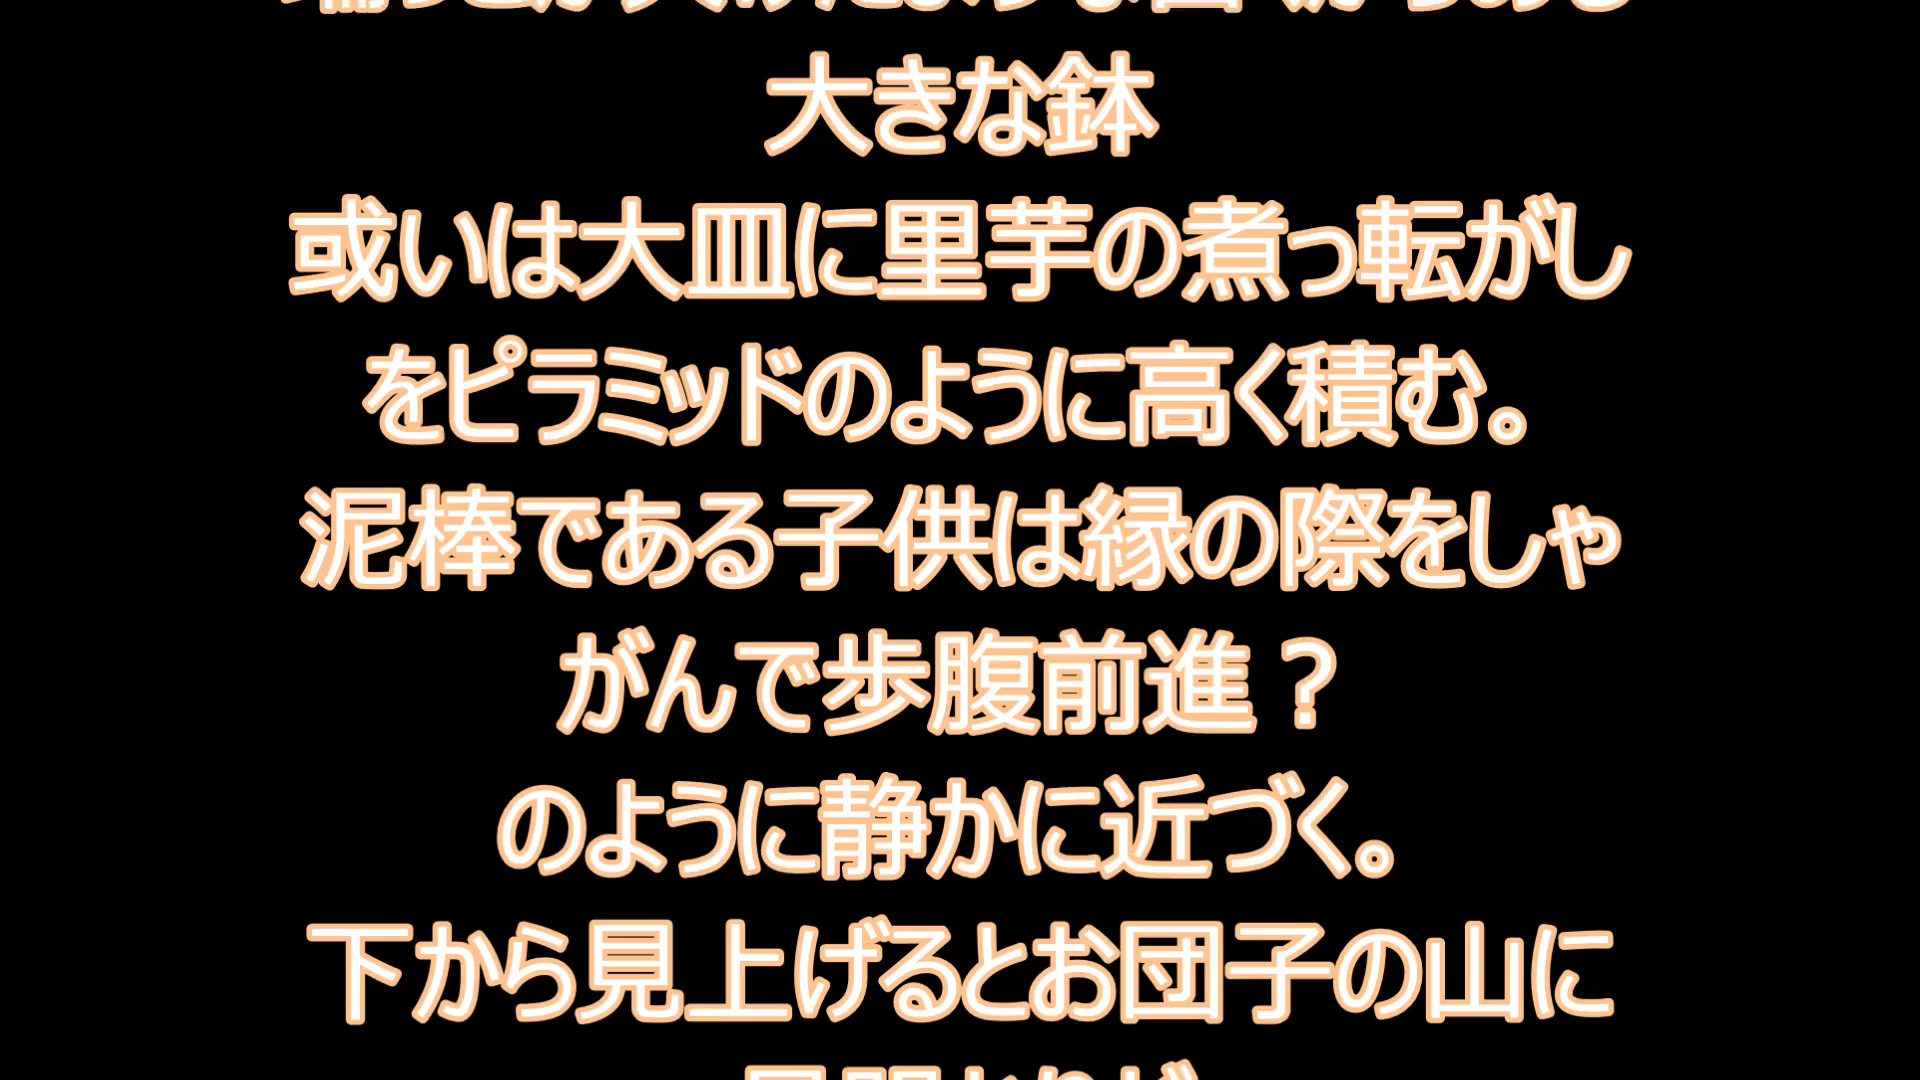 大きな鉢
或いは大皿に里芋の煮っ転がし
をピラミッドのように高く積む。
泥棒である子供は縁の際をしゃ
がんで歩腹前進？
のように静かに近づく。
下から見上げるとお団子の山に